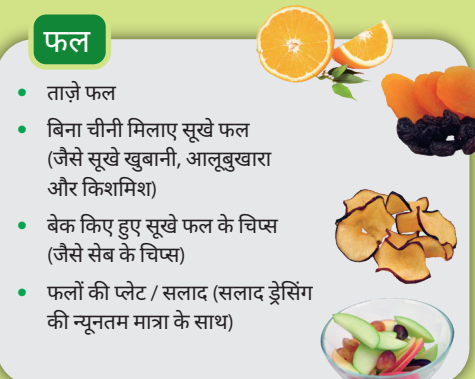 फल
• ताज़े फल
• बिना चीनी मिलाए सूखे फल
(जैसे सूखे खुबानी, आलूबुखारा
और किशमिश)
• बेक किए हुए सूखे फल के चिप्स
(जैसे सेब के चिप्स)
• फलों की प्लेट / सलाद (सलाद ड्रेसिंग
की न्यूनतम मात्रा के साथ)